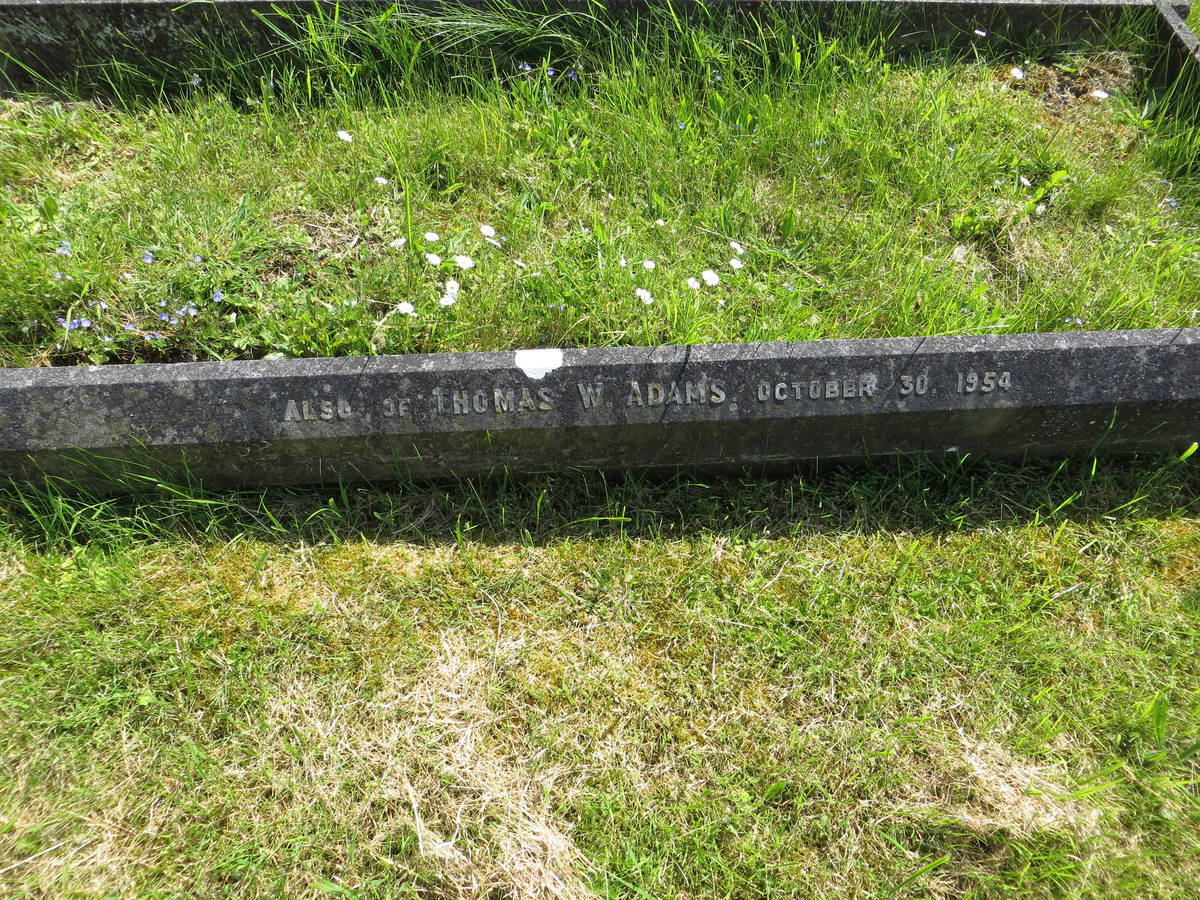 ALSO OF THOMAS W. ADAMS. OCTOBER 30. 1954